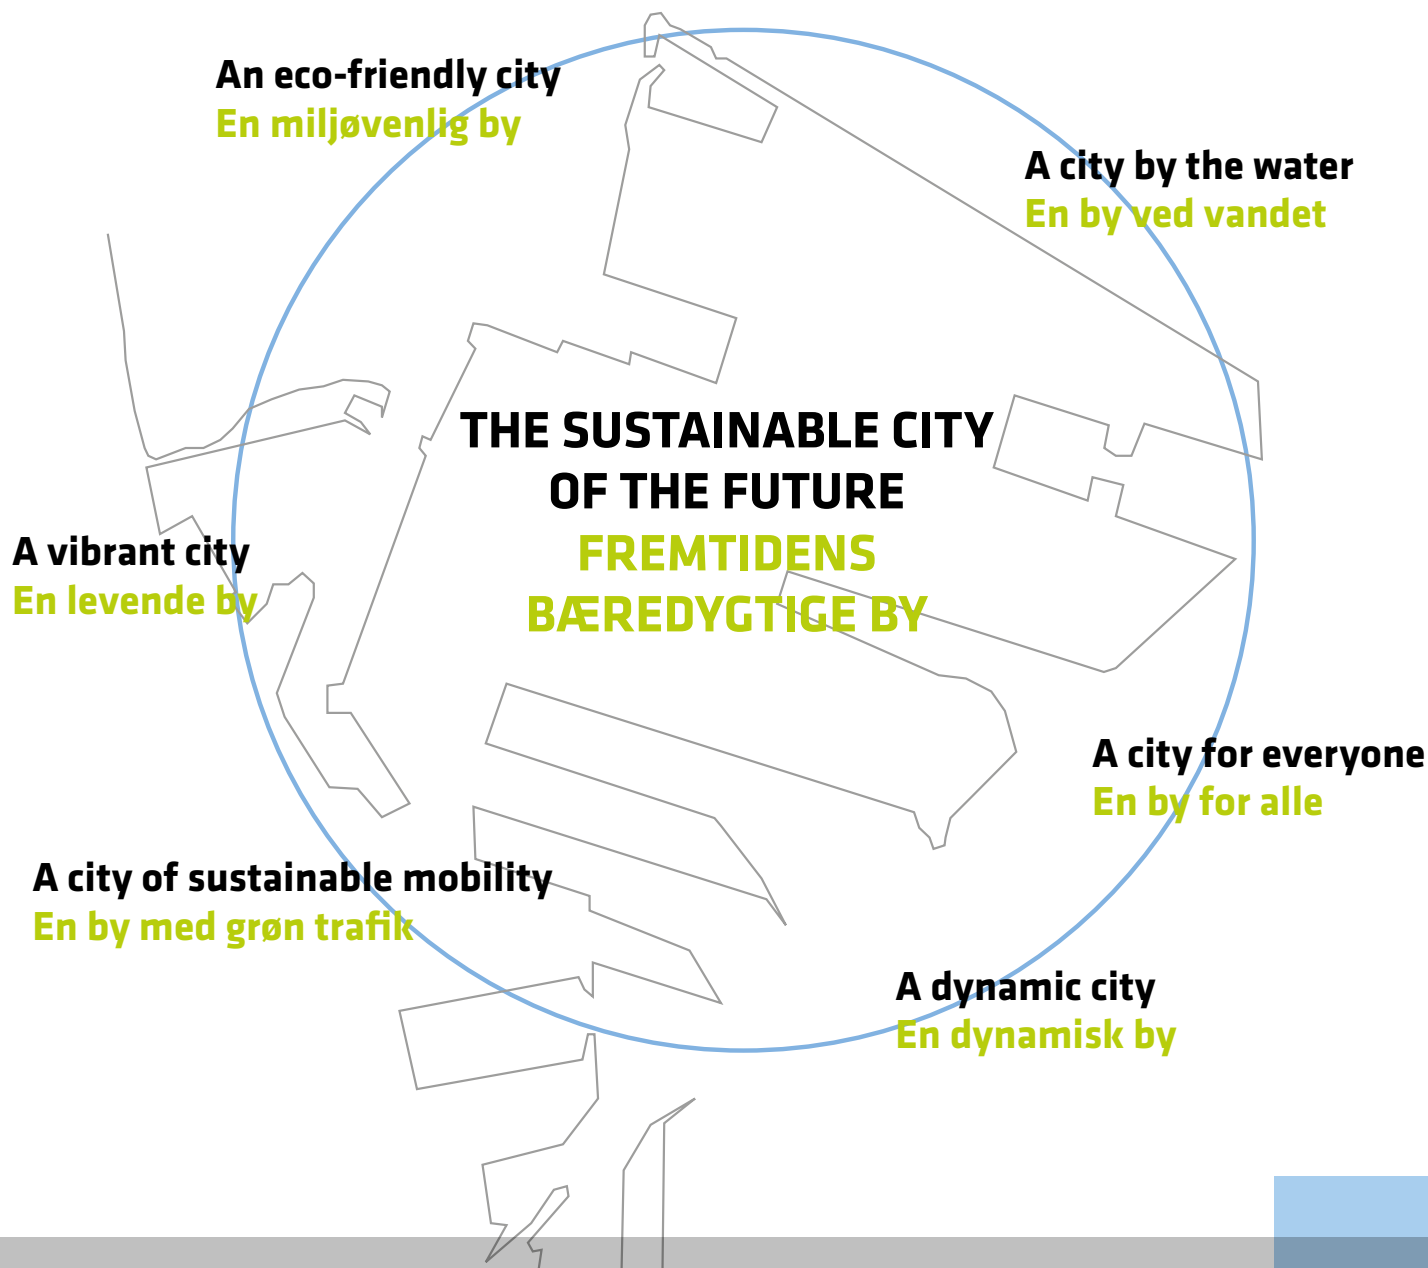 An eco-friendly city
En miljøvenlig by
A city by the water
En by ved vandet
THE SUSTAINABLE CITY
OF THE FUTURE
FREMTIDENS
BÆREDYGTIGE BY
A vibrant city
En levende by
A city for everyone
En by for alle
A city of sustainable mobility
En by med grøn trafik
A dynamic city
En dynamisk by